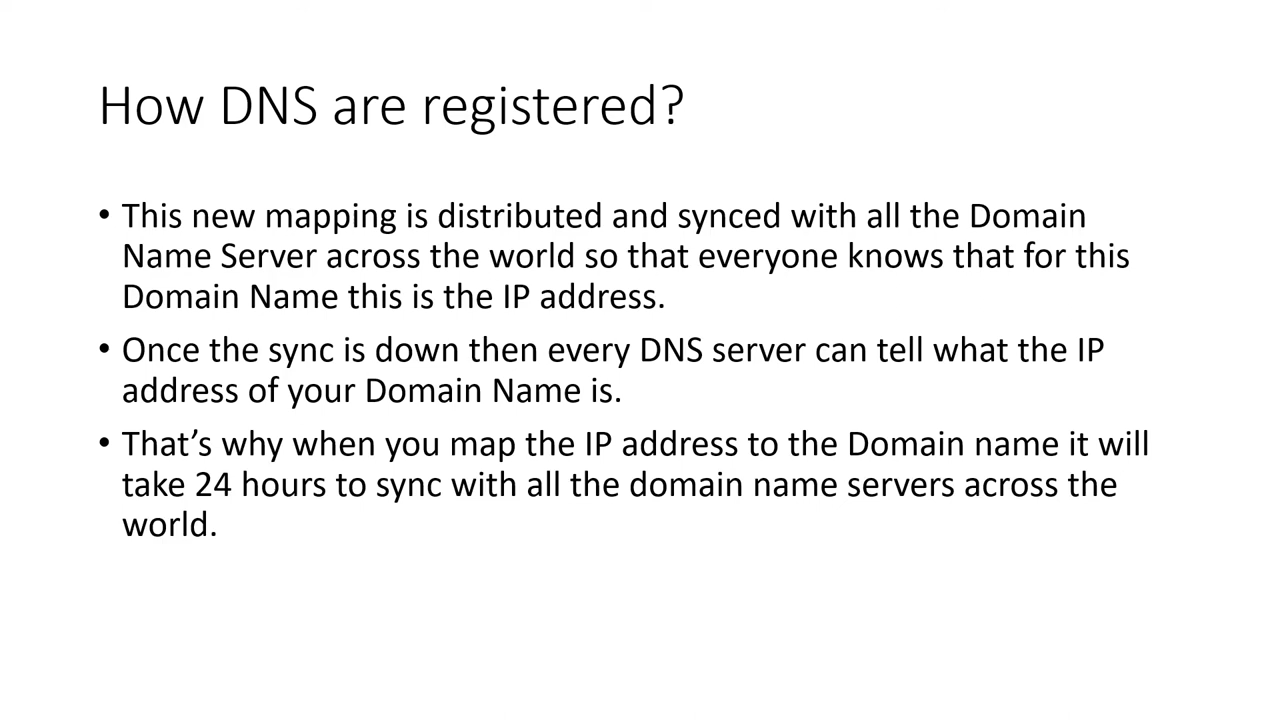 How DNS are registered?
• This new mapping is distributed and synced with all the Domain
Name Server across the world so that everyone knows that for this
Domain Name this is the IP address.
• Once the sync is down then every DNS server can tell what the IP
address of your Domain Name is.
• That’s why when you map the IP address to the Domain name it will
take 24 hours to sync with all the domain name servers across the
world.